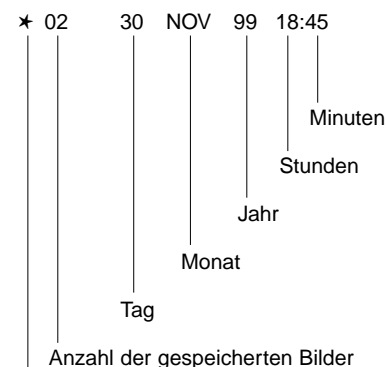 ✶ 02 30 NOV 99 18:45
Minuten
Stunden
Jahr
Monat
Tag
Anzahl der gespeicherten Bilder